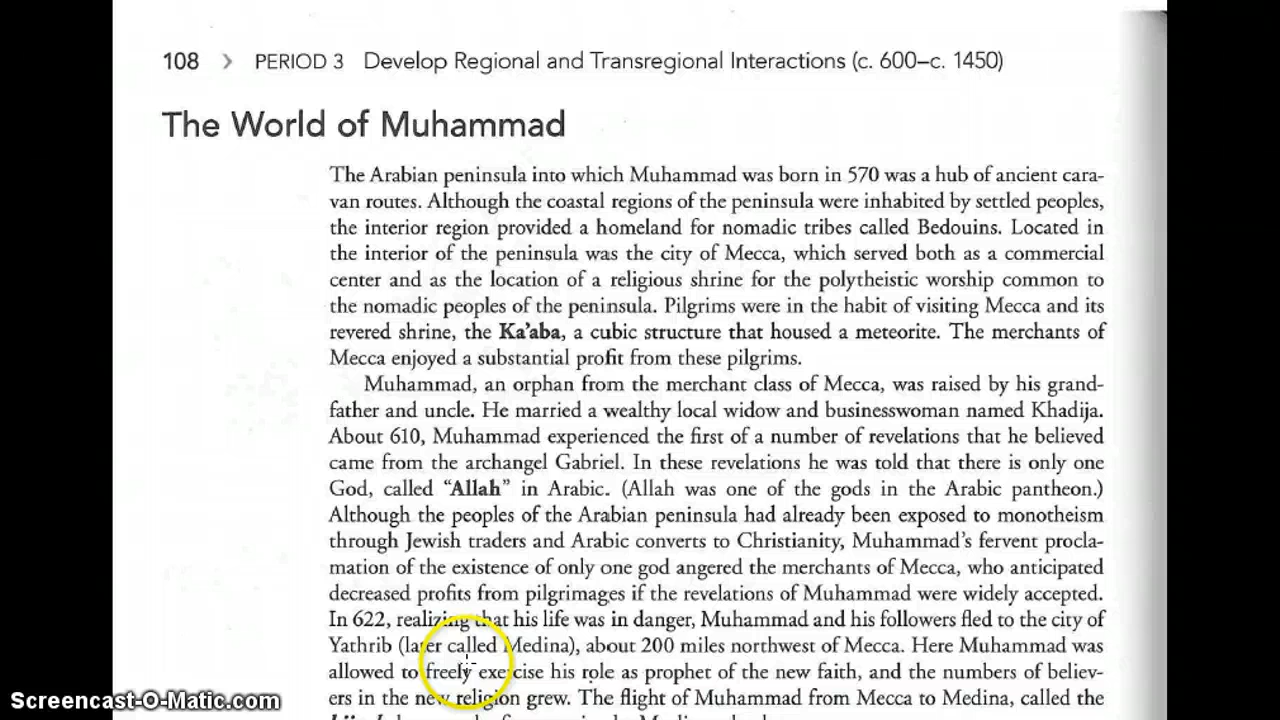 108 > PERIOD 3 Develop Regional and Transregional Interactions (c. 600–c. 1450)
The World of Muhammad
The Arabian peninsula into which Muhammad was born in 570 was a hub of ancient cara-
van routes. Although the coastal regions of the peninsula were inhabited by settled peoples,
the interior region provided a homeland for nomadic tribes called Bedouins. Located in
the interior of the peninsula was the city of Mecca, which served both as a commercial
center and as the location of a religious shrine for the polytheistic worship common to
the nomadic peoples of the peninsula. Pilgrims were in the habit of visiting Mecca and its
revered shrine, the Ka'aba, a cubic structure that housed a meteorite. The merchants of
Mecca enjoyed a substantial profit from these pilgrims.
Muhammad, an orphan from the merchant class of Mecca, was raised by his grand-
father and uncle. He married a wealthy local widow and businesswoman named Khadija.
About 610, Muhammad experienced the first of a number of revelations that he believed
came from the archangel Gabriel. In these revelations he was told that there is only one
God, called “Allah” in Arabic. (Allah was one of the gods in the Arabic pantheon.)
Although the peoples of the Arabian peninsula had already been exposed to monotheism
through Jewish traders and Arabic converts to Christianity, Muhammad's fervent procla-
mation of the existence of only one god angered the merchants of Mecca, who anticipated
decreased profits from pilgrimages if the revelations of Muhammad were widely accepted.
In 622, realizing that his life was in danger, Muhammad and his followers fled to the city of
Yathrib (later called Medina), about 200 miles northwest of Mecca. Here Muhammad was
allowed to freely exercise his role as prophet of the new faith, and the numbers of believ-
ers in the new religion grew. The flight of Muhammad from Mecca to Medina, called the
Screencast-O-Matic.com